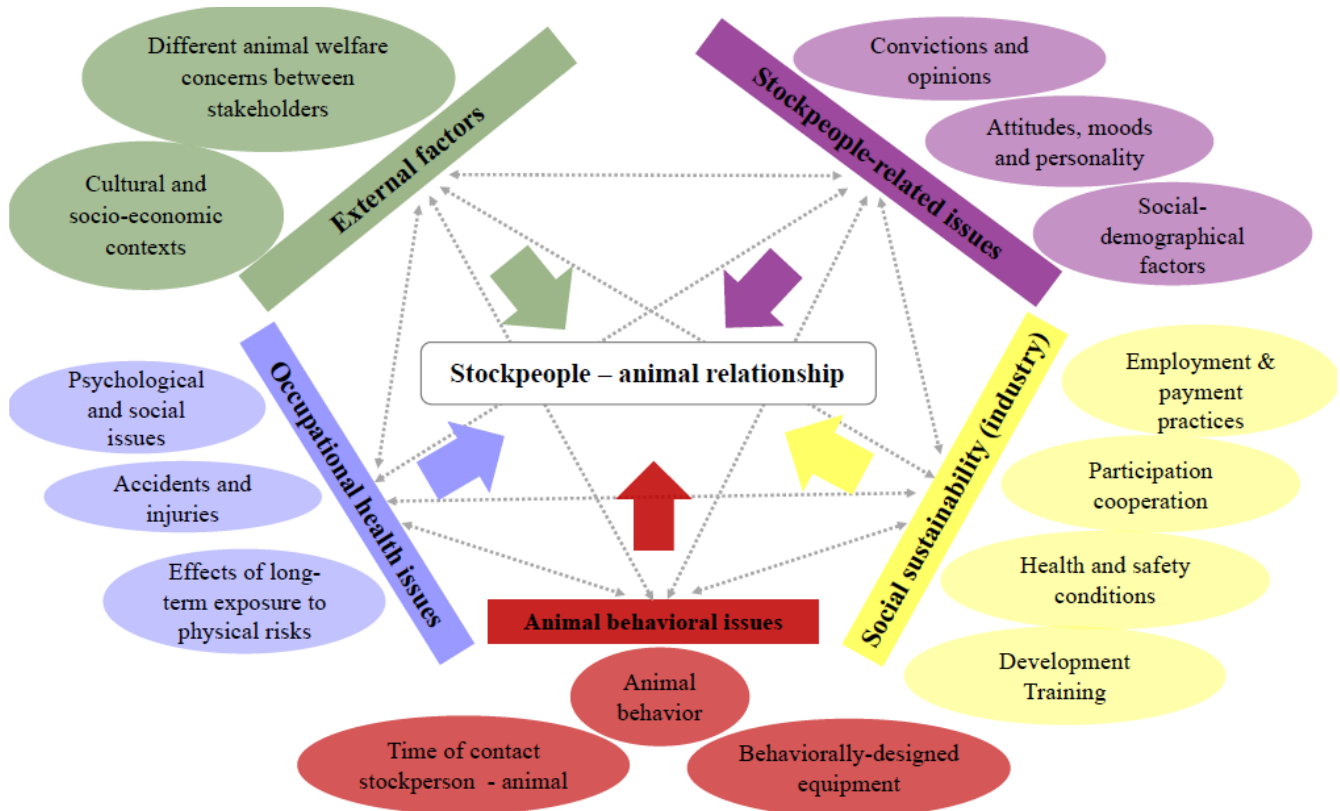 Different animal welfare
concerns between
stakeholders
Cultural and
socio-economic
contexts
External factors
Convictions and
opinions
Attitudes, moods
and personality
Social-
demographical
factors
Stockpeople-related issues
Stockpeople – animal relationship
Psychological
and social
issues
Accidents and
injuries
Effects of long-
term exposure to
physical risks
Occupational health issues
Employment &
payment
practices
Participation
cooperation
Health and safety
conditions
Development
Training
Social sustainability (industry)
Animal behavioral issues
Animal
behavior
Time of contact
stockperson - animal
Behaviorally-designed
equipment